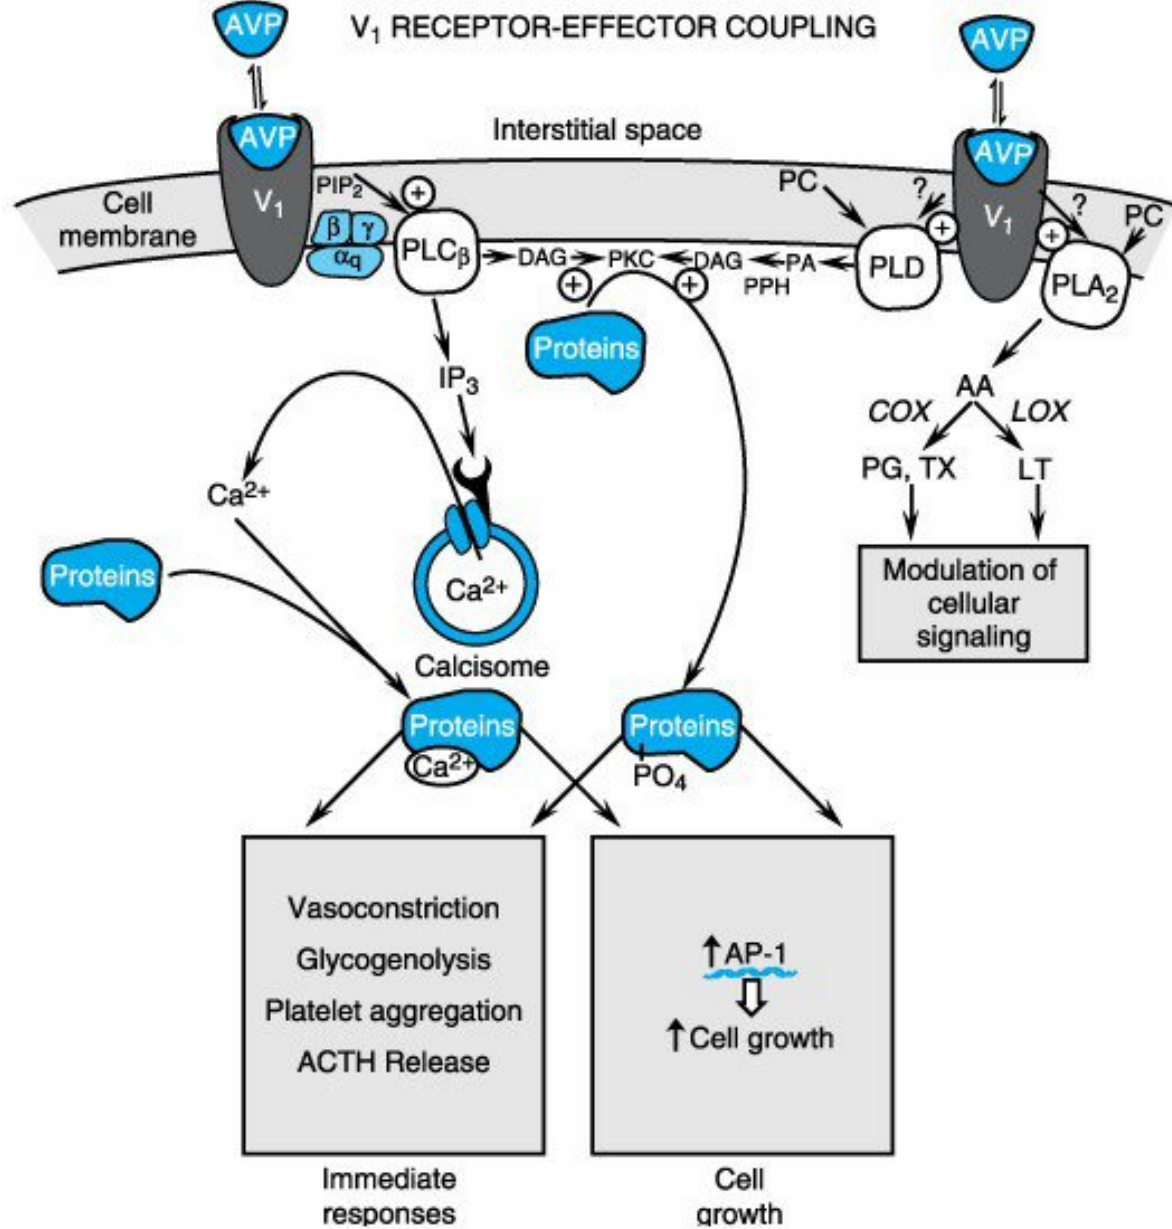 AVP
V₁ RECEPTOR-EFFECTOR COUPLING
AVP
Interstitial space
AVP
AVP
Cell
membrane
V₁
PIP₂
+
β γ
αq
PLCβ
DAG
PKC
DAG
PA
PPH
+
+
PC
?
+
PLD
V₁
?
+
PC
PLA₂
Proteins
IP₃
AA
COX
LOX
PG, TX
LT
Ca²⁺
Proteins
Ca²⁺
Calcisome
Modulation of
cellular
signaling
Proteins
Ca²⁺
Proteins
PO₄
Vasoconstriction
Glycogenolysis
Platelet aggregation
ACTH Release
↑AP-1
↑Cell growth
Immediate
responses
Cell
growth